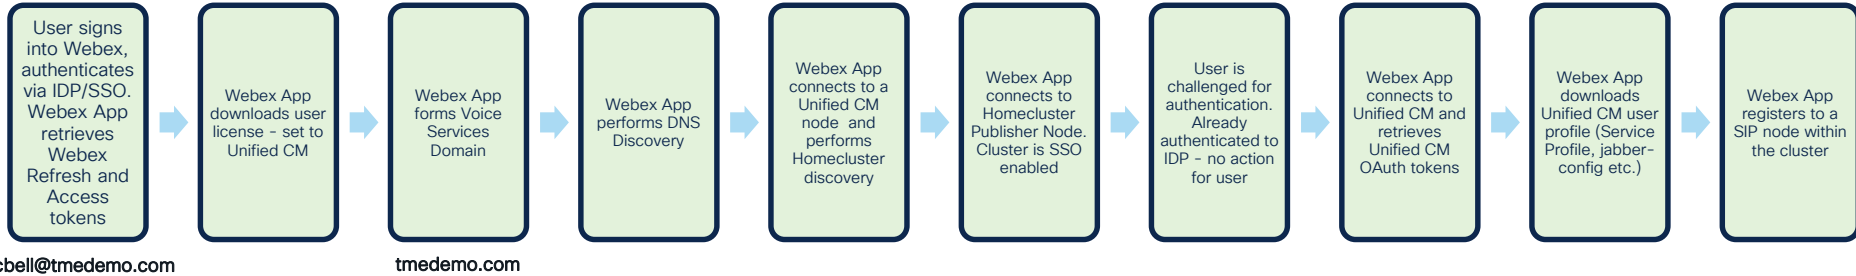 User signs
into Webex,
authenticates
via IDP/SSO.
Webex App
retrieves
Webex
Refresh and
Access
tokens
Webex App
downloads user
license - set to
Unified CM
Webex App
forms Voice
Services
Domain
Webex App
performs DNS
Discovery
Webex App
connects to a
Unified CM
node and
performs
Homecluster
discovery
Webex App
connects to
Homecluster
Publisher Node.
Cluster is SSO
enabled
User is
challenged for
authentication.
Already
authenticated to
IDP - no action
for user
Webex App
connects to
Unified CM and
retrieves
Unified CM
OAuth tokens
Webex App
downloads
Unified CM user
profile (Service
Profile, jabber-
config etc.)
Webex App
registers to a
SIP node within
the cluster
cbell@tmedemo.com
tmedemo.com